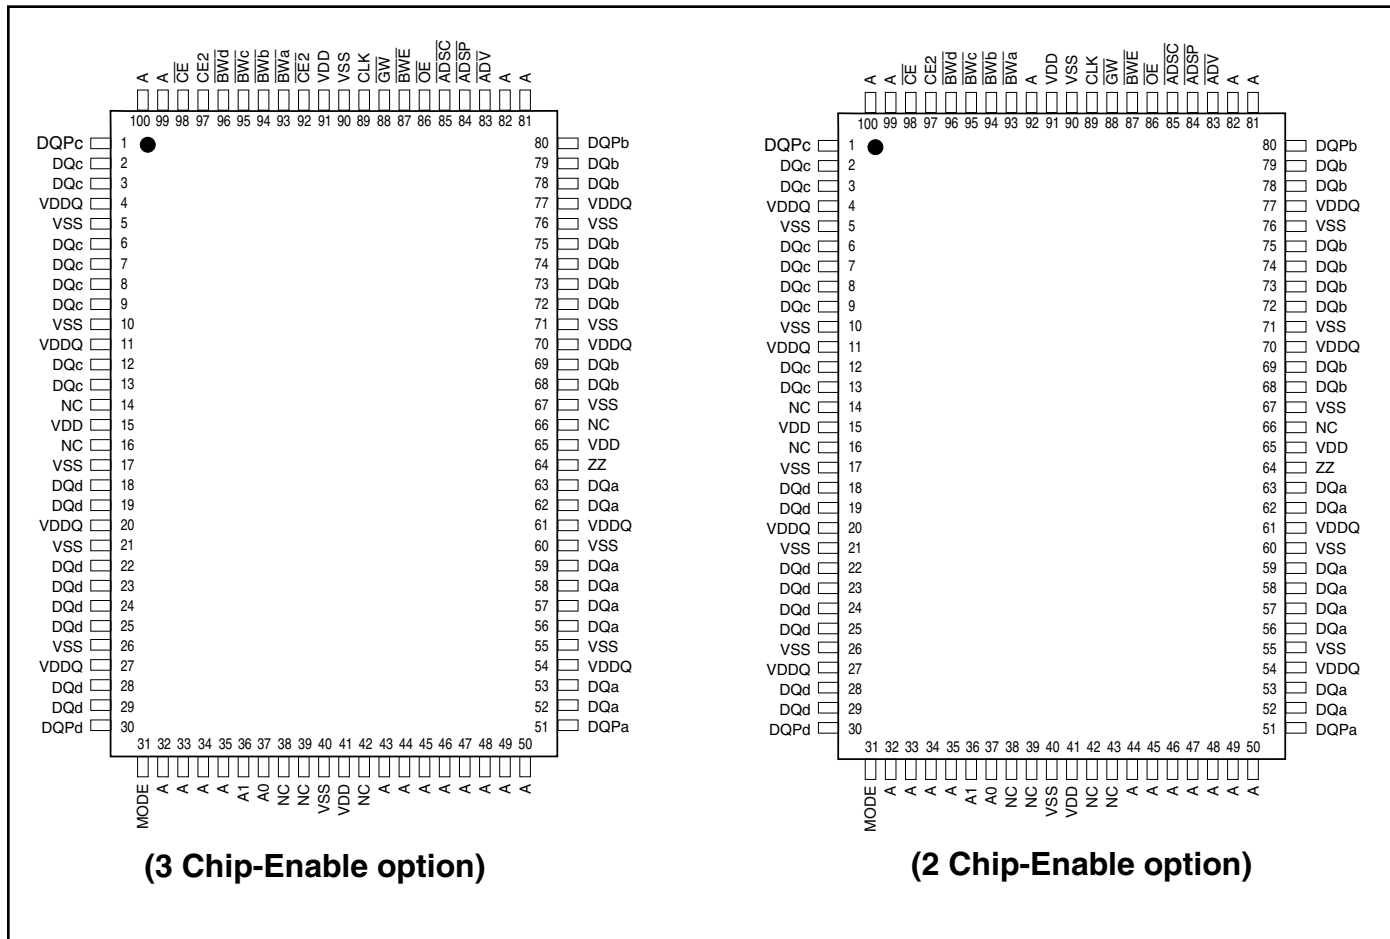 A A CE CE2 BWd BWc BWb BWa CE2 VDD VSS CLK GW BWE OE ADSC ADSP ADV A A
100 99 98 97 96 95 94 93 92 91 90 89 88 87 86 85 84 83 82 81
DQPc 1 80 DQPb
DQc 2 79 DQb
DQc 3 78 DQb
VDDQ 4 77 VDDQ
VSS 5 76 VSS
DQc 6 75 DQb
DQc 7 74 DQb
DQc 8 73 DQb
DQc 9 72 DQb
VSS 10 71 VSS
VDDQ 11 70 VDDQ
DQc 12 69 DQb
DQc 13 68 DQb
NC 14 67 VSS
VDD 15 66 NC
NC 16 65 VDD
VSS 17 64 ZZ
DQd 18 63 DQa
DQd 19 62 DQa
VDDQ 20 61 VDDQ
VSS 21 60 VSS
DQd 22 59 DQa
DQd 23 58 DQa
DQd 24 57 DQa
DQd 25 56 DQa
VSS 26 55 VSS
VDDQ 27 54 VDDQ
DQd 28 53 DQa
DQd 29 52 DQa
DQPd 30 51 DQPa
31 32 33 34 35 36 37 38 39 40 41 42 43 44 45 46 47 48 49 50
MODE A A A A A1 A0 NC NC VSS VDD NC A A A A A A A A
(3 Chip-Enable option)
A A CE CE2 BWd BWc BWb BWa A VDD VSS CLK GW BWE OE ADSC ADSP ADV A A
100 99 98 97 96 95 94 93 92 91 90 89 88 87 86 85 84 83 82 81
DQPc 1 80 DQPb
DQc 2 79 DQb
DQc 3 78 DQb
VDDQ 4 77 VDDQ
VSS 5 76 VSS
DQc 6 75 DQb
DQc 7 74 DQb
DQc 8 73 DQb
DQc 9 72 DQb
VSS 10 71 VSS
VDDQ 11 70 VDDQ
DQc 12 69 DQb
DQc 13 68 DQb
NC 14 67 VSS
VDD 15 66 NC
NC 16 65 VDD
VSS 17 64 ZZ
DQd 18 63 DQa
DQd 19 62 DQa
VDDQ 20 61 VDDQ
VSS 21 60 VSS
DQd 22 59 DQa
DQd 23 58 DQa
DQd 24 57 DQa
DQd 25 56 DQa
VSS 26 55 VSS
VDDQ 27 54 VDDQ
DQd 28 53 DQa
DQd 29 52 DQa
DQPd 30 51 DQPa
31 32 33 34 35 36 37 38 39 40 41 42 43 44 45 46 47 48 49 50
MODE A A A A A1 A0 NC NC VSS VDD NC NC A A A A A A A
(2 Chip-Enable option)